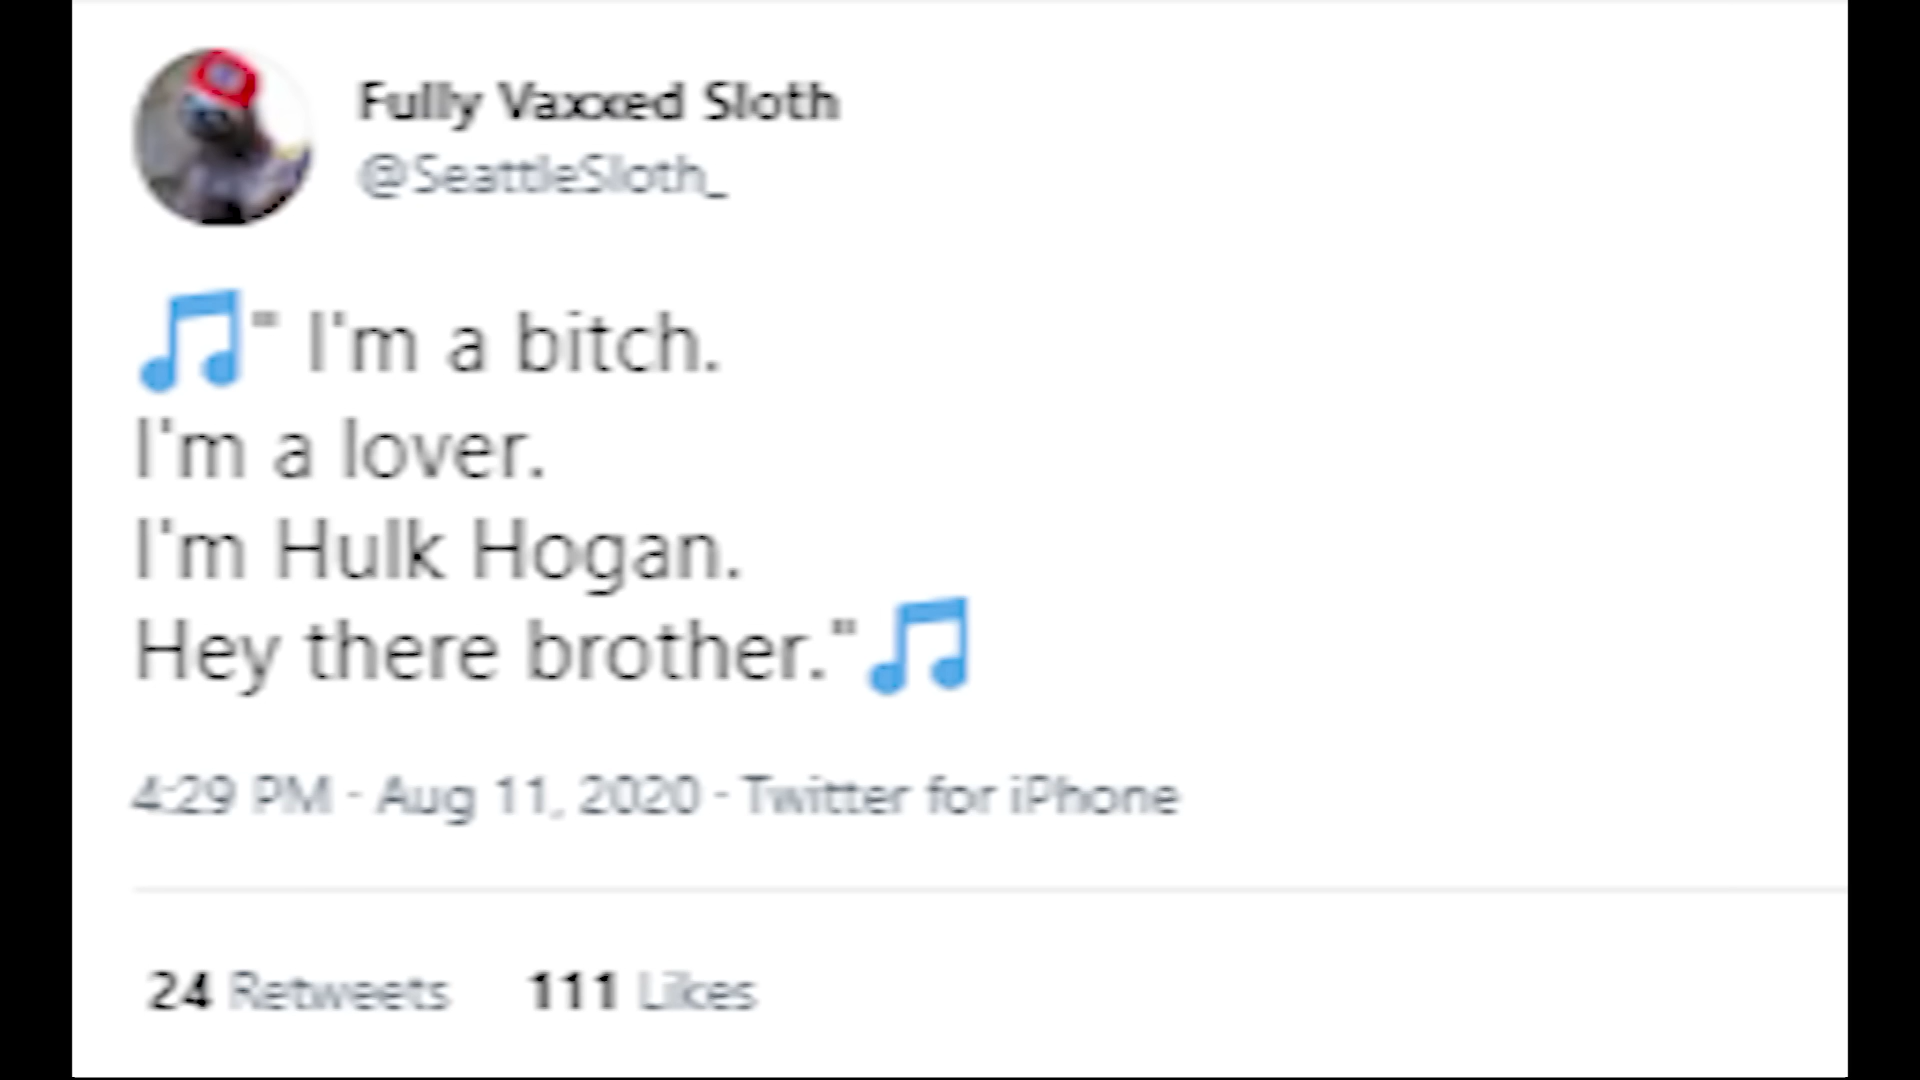 Fully Vaxxed Sloth
@SeattleSloth_
🎵" I'm a bitch.
I'm a lover.
I'm Hulk Hogan.
Hey there brother."🎵
4:29 PM · Aug 11, 2020 · Twitter for iPhone
24 Retweets 111 Likes